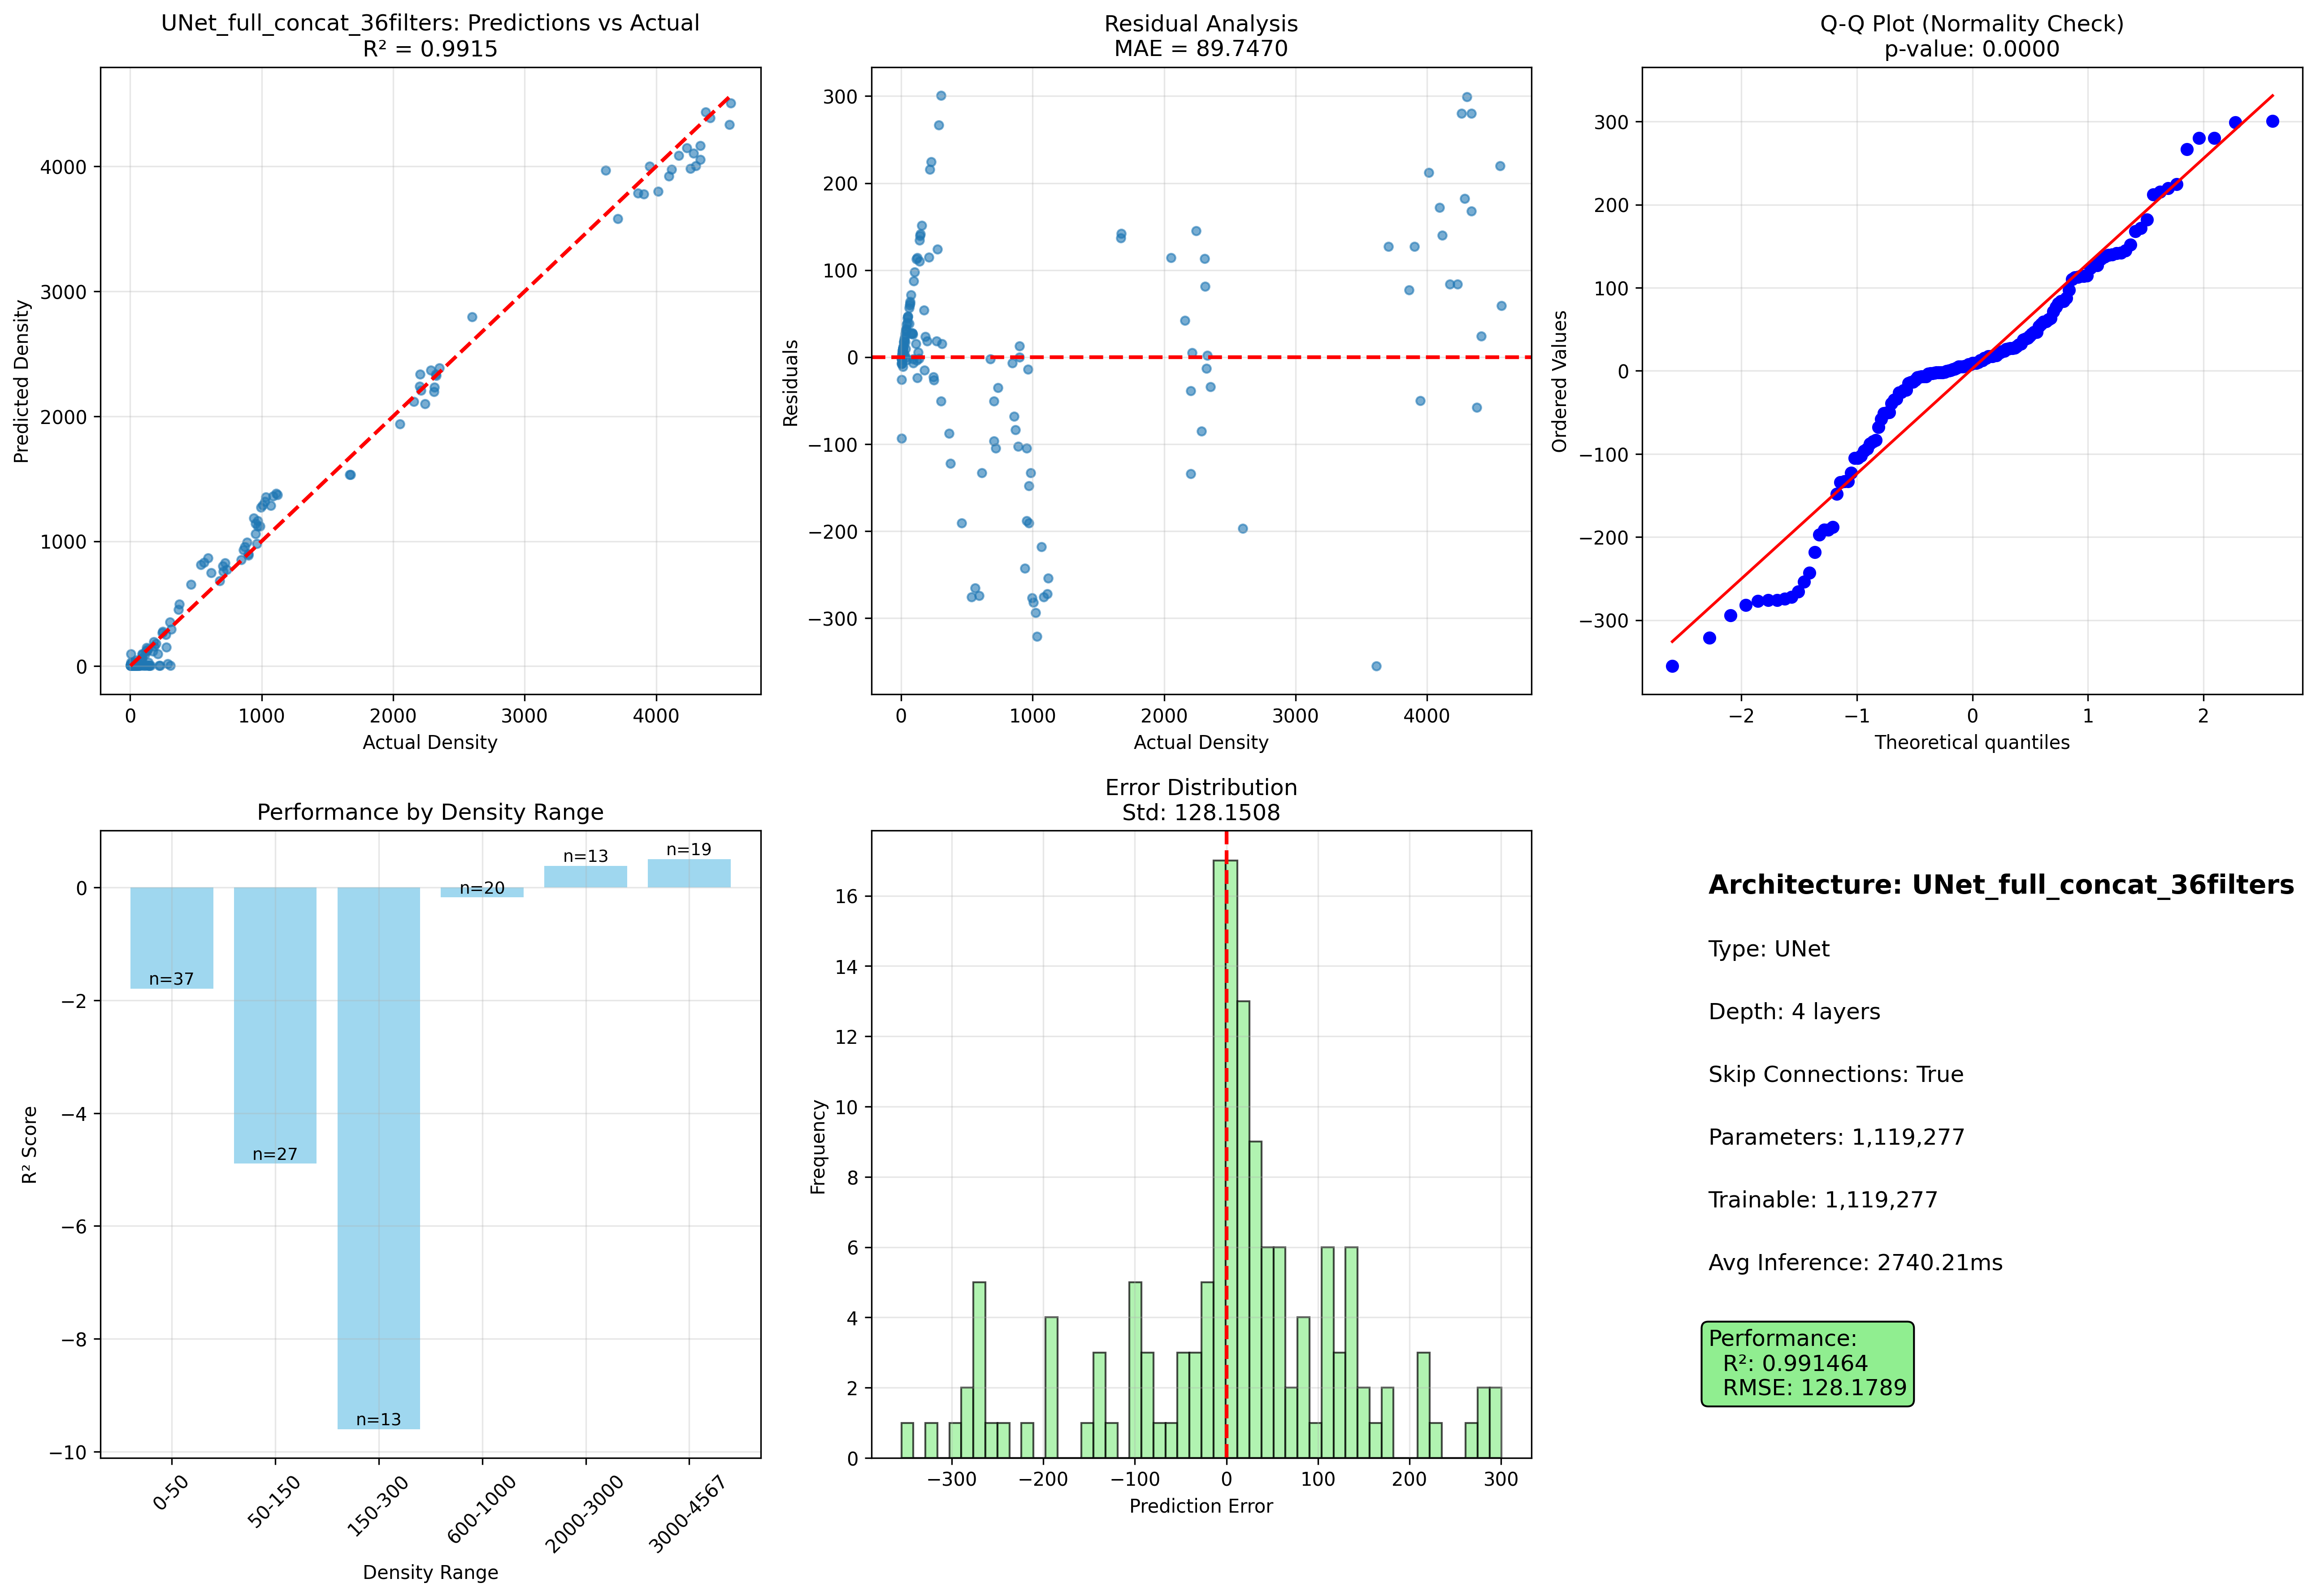 UNet_full_concat_36filters: Predictions vs Actual
R² = 0.9915
Predicted Density
4000
3000
2000
1000
0
0 1000 2000 3000 4000
Actual Density
Residual Analysis
MAE = 89.7470
Residuals
300
200
100
0
−100
−200
−300
0 1000 2000 3000 4000
Actual Density
Q-Q Plot (Normality Check)
p-value: 0.0000
Ordered Values
300
200
100
0
−100
−200
−300
−2 −1 0 1 2
Theoretical quantiles
Performance by Density Range
R² Score
0
−2
−4
−6
−8
−10
n=37
n=27
n=13
n=20
n=13
n=19
0-50
50-150
150-300
600-1000
2000-3000
3000-4567
Density Range
Error Distribution
Std: 128.1508
Frequency
16
14
12
10
8
6
4
2
0
−300 −200 −100 0 100 200 300
Prediction Error
Architecture: UNet_full_concat_36filters
Type: UNet
Depth: 4 layers
Skip Connections: True
Parameters: 1,119,277
Trainable: 1,119,277
Avg Inference: 2740.21ms
Performance:
R²: 0.991464
RMSE: 128.1789